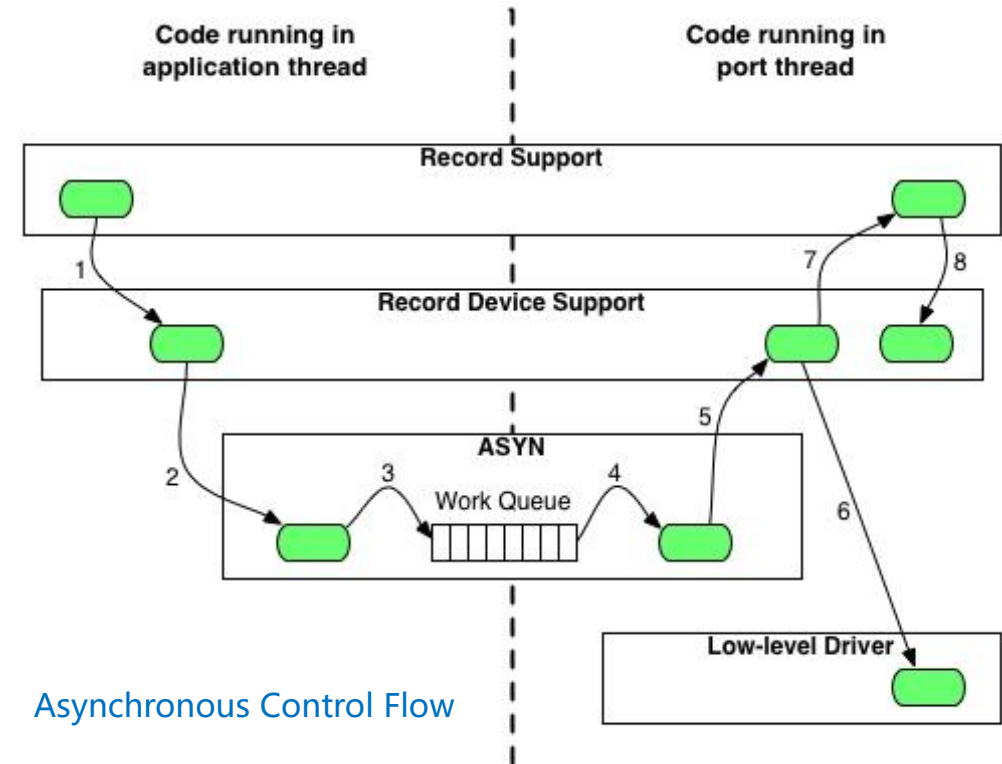 Code running in
application thread
Code running in
port thread
Record Support
1
7
8
Record Device Support
2
5
6
ASYN
3
4
Work Queue
Low-level Driver
Asynchronous Control Flow